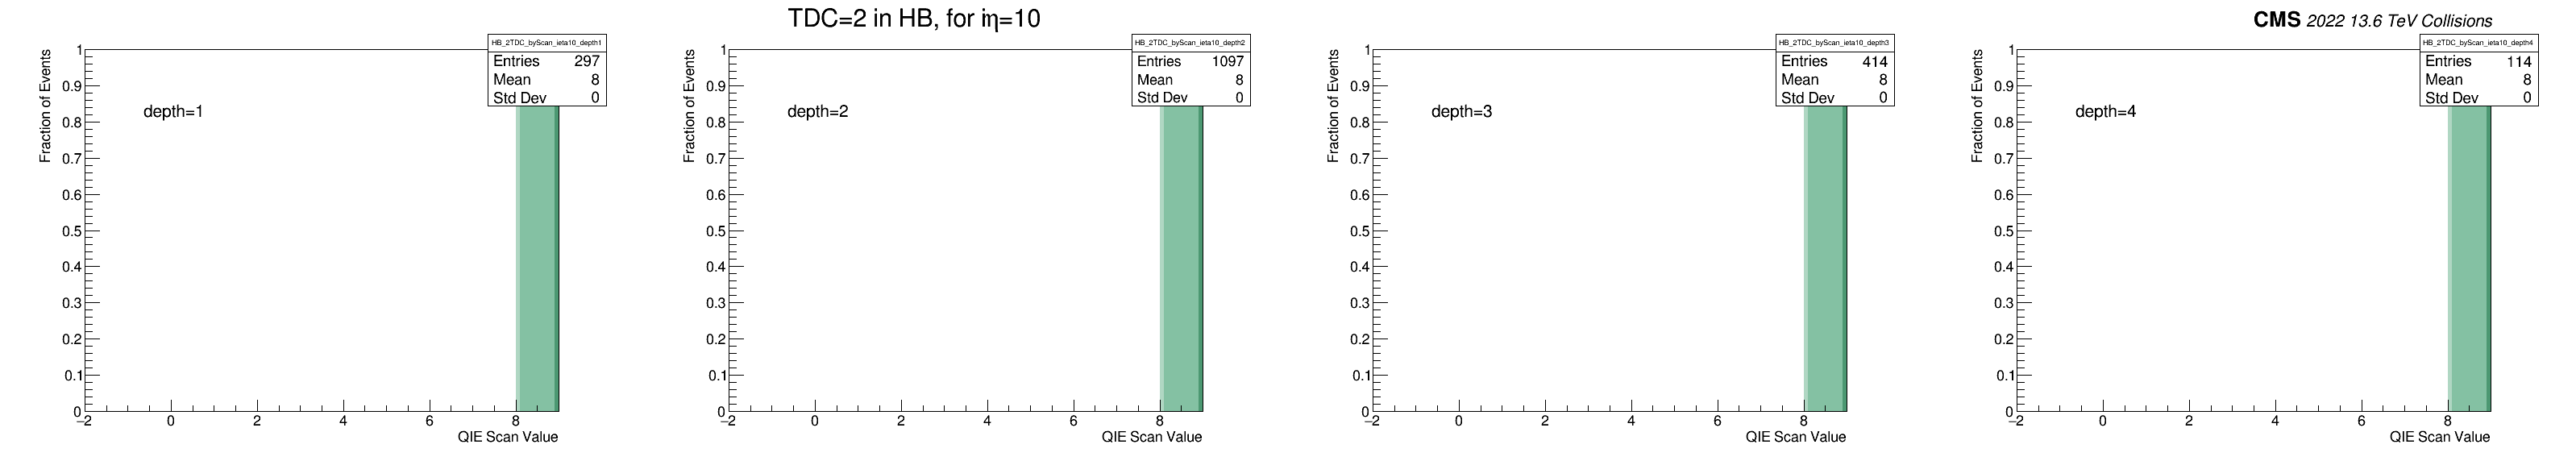 TDC=2 in HB, for iη=10
CMS 2022 13.6 TeV Collisions
HB_2TDC_byScan_ieta10_depth1
Entries 297
Mean 8
Std Dev 0
depth=1
Fraction of Events
1
0.9
0.8
0.7
0.6
0.5
0.4
0.3
0.2
0.1
0
−2 0 2 4 6 8
QIE Scan Value
HB_2TDC_byScan_ieta10_depth2
Entries 1097
Mean 8
Std Dev 0
depth=2
Fraction of Events
1
0.9
0.8
0.7
0.6
0.5
0.4
0.3
0.2
0.1
0
−2 0 2 4 6 8
QIE Scan Value
HB_2TDC_byScan_ieta10_depth3
Entries 414
Mean 8
Std Dev 0
depth=3
Fraction of Events
1
0.9
0.8
0.7
0.6
0.5
0.4
0.3
0.2
0.1
0
−2 0 2 4 6 8
QIE Scan Value
HB_2TDC_byScan_ieta10_depth4
Entries 114
Mean 8
Std Dev 0
depth=4
Fraction of Events
1
0.9
0.8
0.7
0.6
0.5
0.4
0.3
0.2
0.1
0
−2 0 2 4 6 8
QIE Scan Value